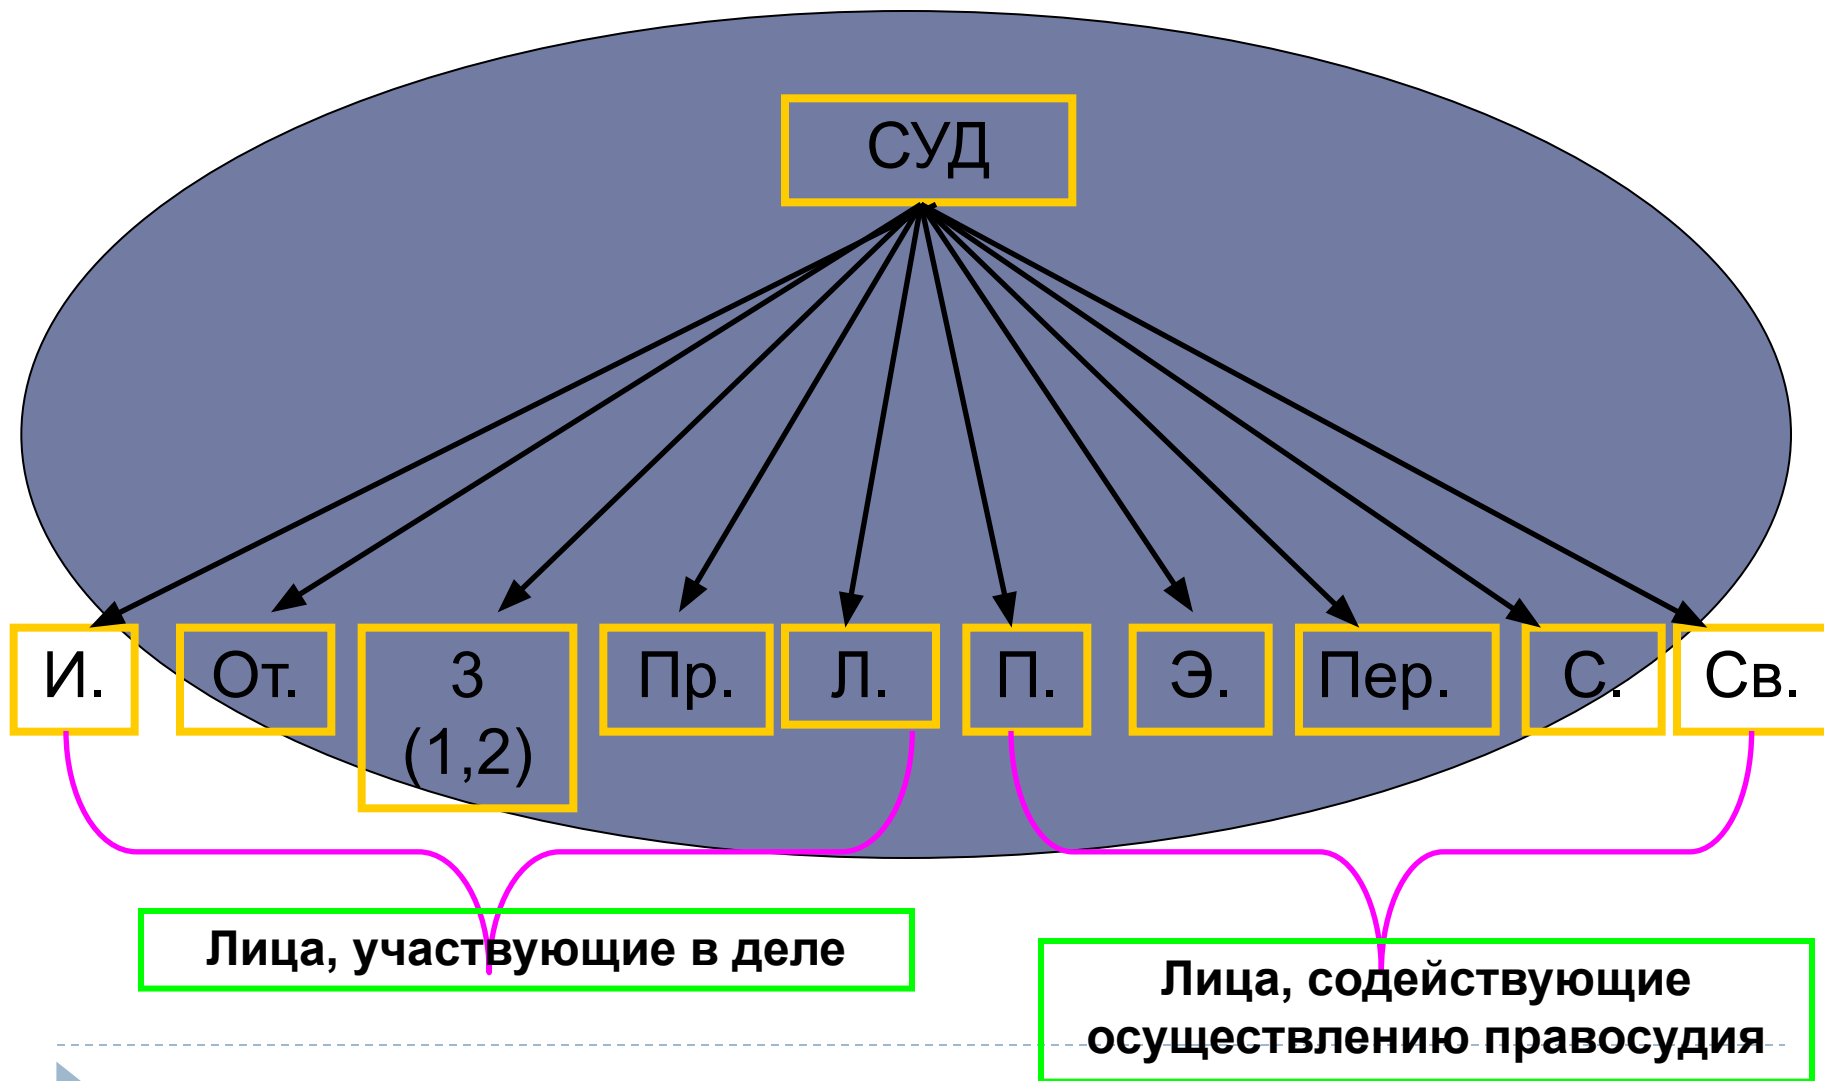 СУД
И. От. 3 Пр. Л. П. Э. Пер. С. Св.
(1,2)
Лица, участвующие в деле
Лица, содействующие
осуществлению правосудия